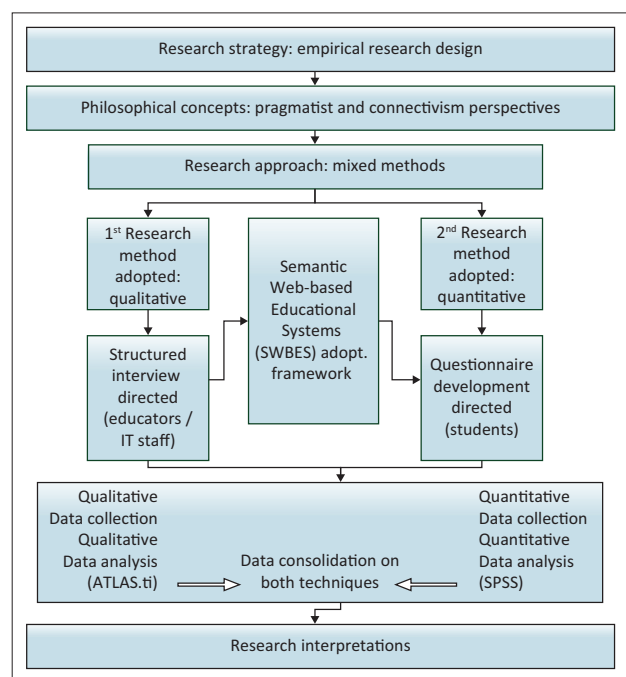 Research strategy: empirical research design
Philosophical concepts: pragmatist and connectivism perspectives
Research approach: mixed methods
1st Research
method
adopted:
qualitative
Semantic
Web-based
Educational
Systems
(SWBES) adopt.
framework
2nd Research
method
adopted:
quantitative
Structured
interview
directed
(educators /
IT staff)
Questionnaire
development
directed
(students)
Qualitative
Data collection
Qualitative
Data analysis
(ATLAS.ti)
Data consolidation on
both techniques
Quantitative
Data collection
Quantitative
Data analysis
(SPSS)
Research interpretations